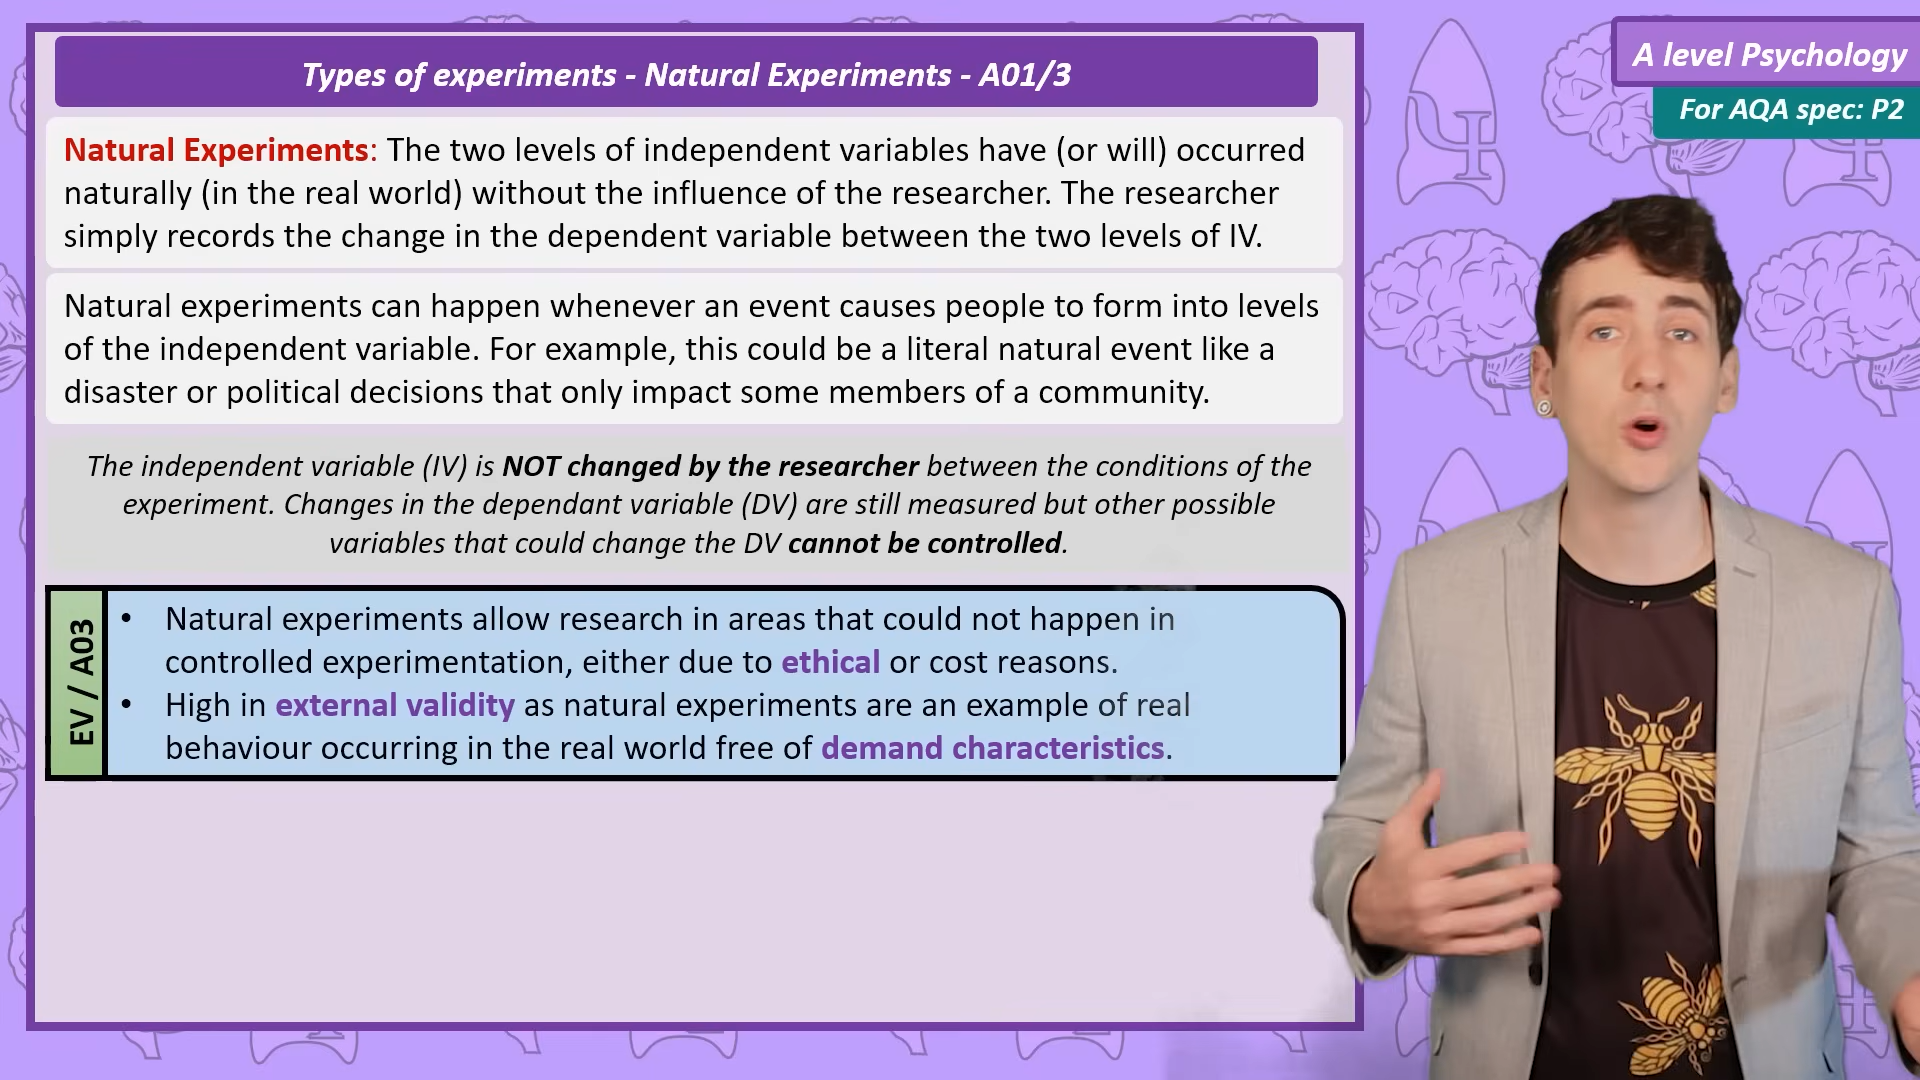 Types of experiments - Natural Experiments - A01/3
A level Psychology
For AQA spec: P2
Natural Experiments: The two levels of independent variables have (or will) occurred
naturally (in the real world) without the influence of the researcher. The researcher
simply records the change in the dependent variable between the two levels of IV.
Natural experiments can happen whenever an event causes people to form into levels
of the independent variable. For example, this could be a literal natural event like a
disaster or political decisions that only impact some members of a community.
The independent variable (IV) is NOT changed by the researcher between the conditions of the
experiment. Changes in the dependant variable (DV) are still measured but other possible
variables that could change the DV cannot be controlled.
EV / A03
• Natural experiments allow research in areas that could not happen in
controlled experimentation, either due to ethical or cost reasons.
• High in external validity as natural experiments are an example of real
behaviour occurring in the real world free of demand characteristics.